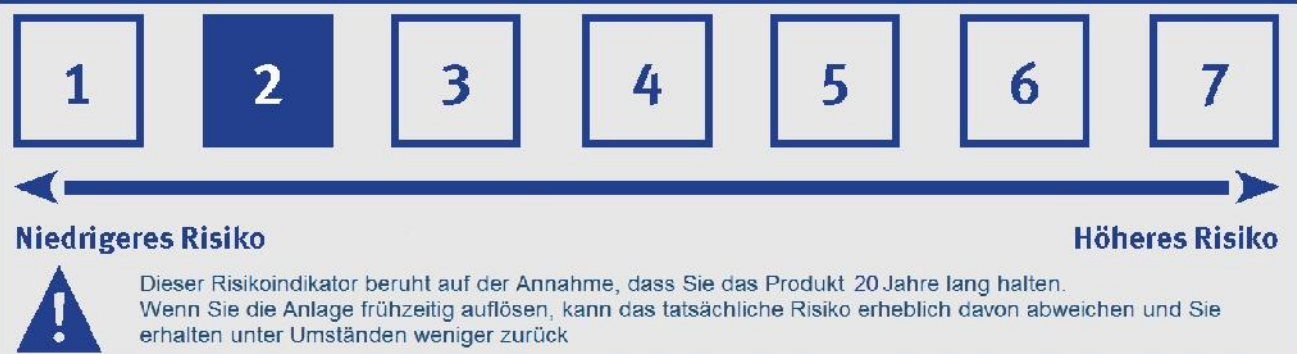 1 2 3 4 5 6 7
Niedrigeres Risiko Höheres Risiko
Dieser Risikoindikator beruht auf der Annahme, dass Sie das Produkt 20 Jahre lang halten.
Wenn Sie die Anlage frühzeitig auflösen, kann das tatsächliche Risiko erheblich davon abweichen und Sie
erhalten unter Umständen weniger zurück